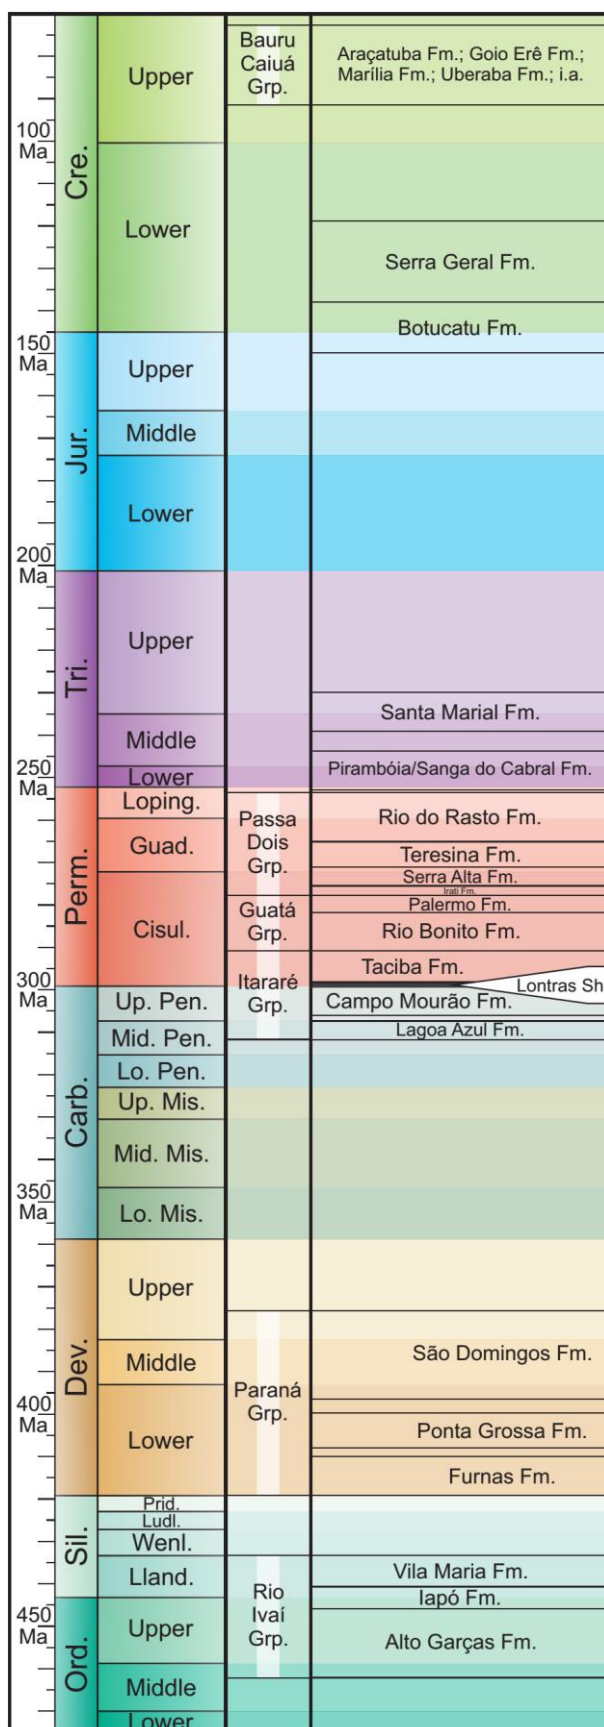 100
Ma
150
Ma
200
Ma
250
Ma
300
Ma
350
Ma
400
Ma
450
Ma
Cre.
Jur.
Tri.
Perm.
Carb.
Dev.
Sil.
Ord.
Upper
Lower
Upper
Middle
Lower
Upper
Middle
Lower
Loping.
Guad.
Cisul.
Up. Pen.
Mid. Pen.
Lo. Pen.
Up. Mis.
Mid. Mis.
Lo. Mis.
Upper
Middle
Lower
Prid.
Ludl.
Wenl.
Lland.
Upper
Middle
Lower
Bauru
Caiuá
Grp.
Passa
Dois
Grp.
Guatá
Grp.
Itararé
Grp.
Paraná
Grp.
Rio
Ivaí
Grp.
Araçatuba Fm.; Goio Erê Fm.;
Marília Fm.; Uberaba Fm.; i.a.
Serra Geral Fm.
Botucatu Fm.
Santa Marial Fm.
Pirambóia/Sanga do Cabral Fm.
Rio do Rasto Fm.
Teresina Fm.
Serra Alta Fm.
Irati Fm.
Palermo Fm.
Rio Bonito Fm.
Taciba Fm.
Lontras Sh
Campo Mourão Fm.
Lagoa Azul Fm.
São Domingos Fm.
Ponta Grossa Fm.
Furnas Fm.
Vila Maria Fm.
Iapó Fm.
Alto Garças Fm.